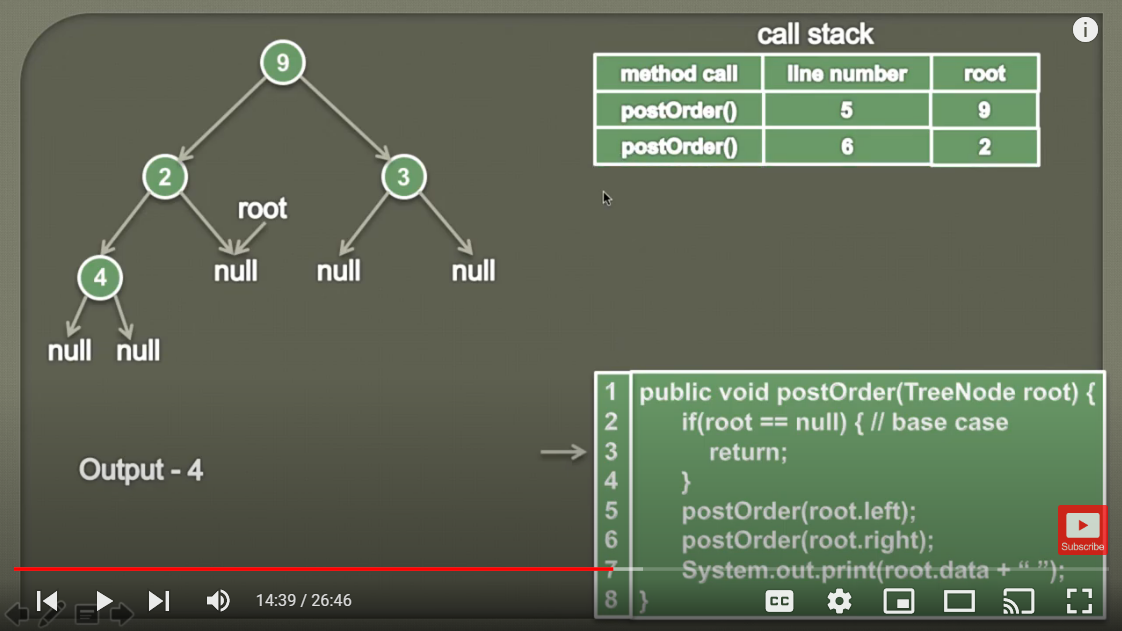 call stack
method call line number root
postOrder() 5 9
postOrder() 6 2
9
2
3
root
4
null
null
null
null
null
Output - 4
1 public void postOrder(TreeNode root) {
2 if(root == null) { // base case
3 return;
4 }
5 postOrder(root.left);
6 postOrder(root.right);
7 System.out.print(root.data + “ ”);
8 }
Subscribe
14:39 / 26:46
CC
i